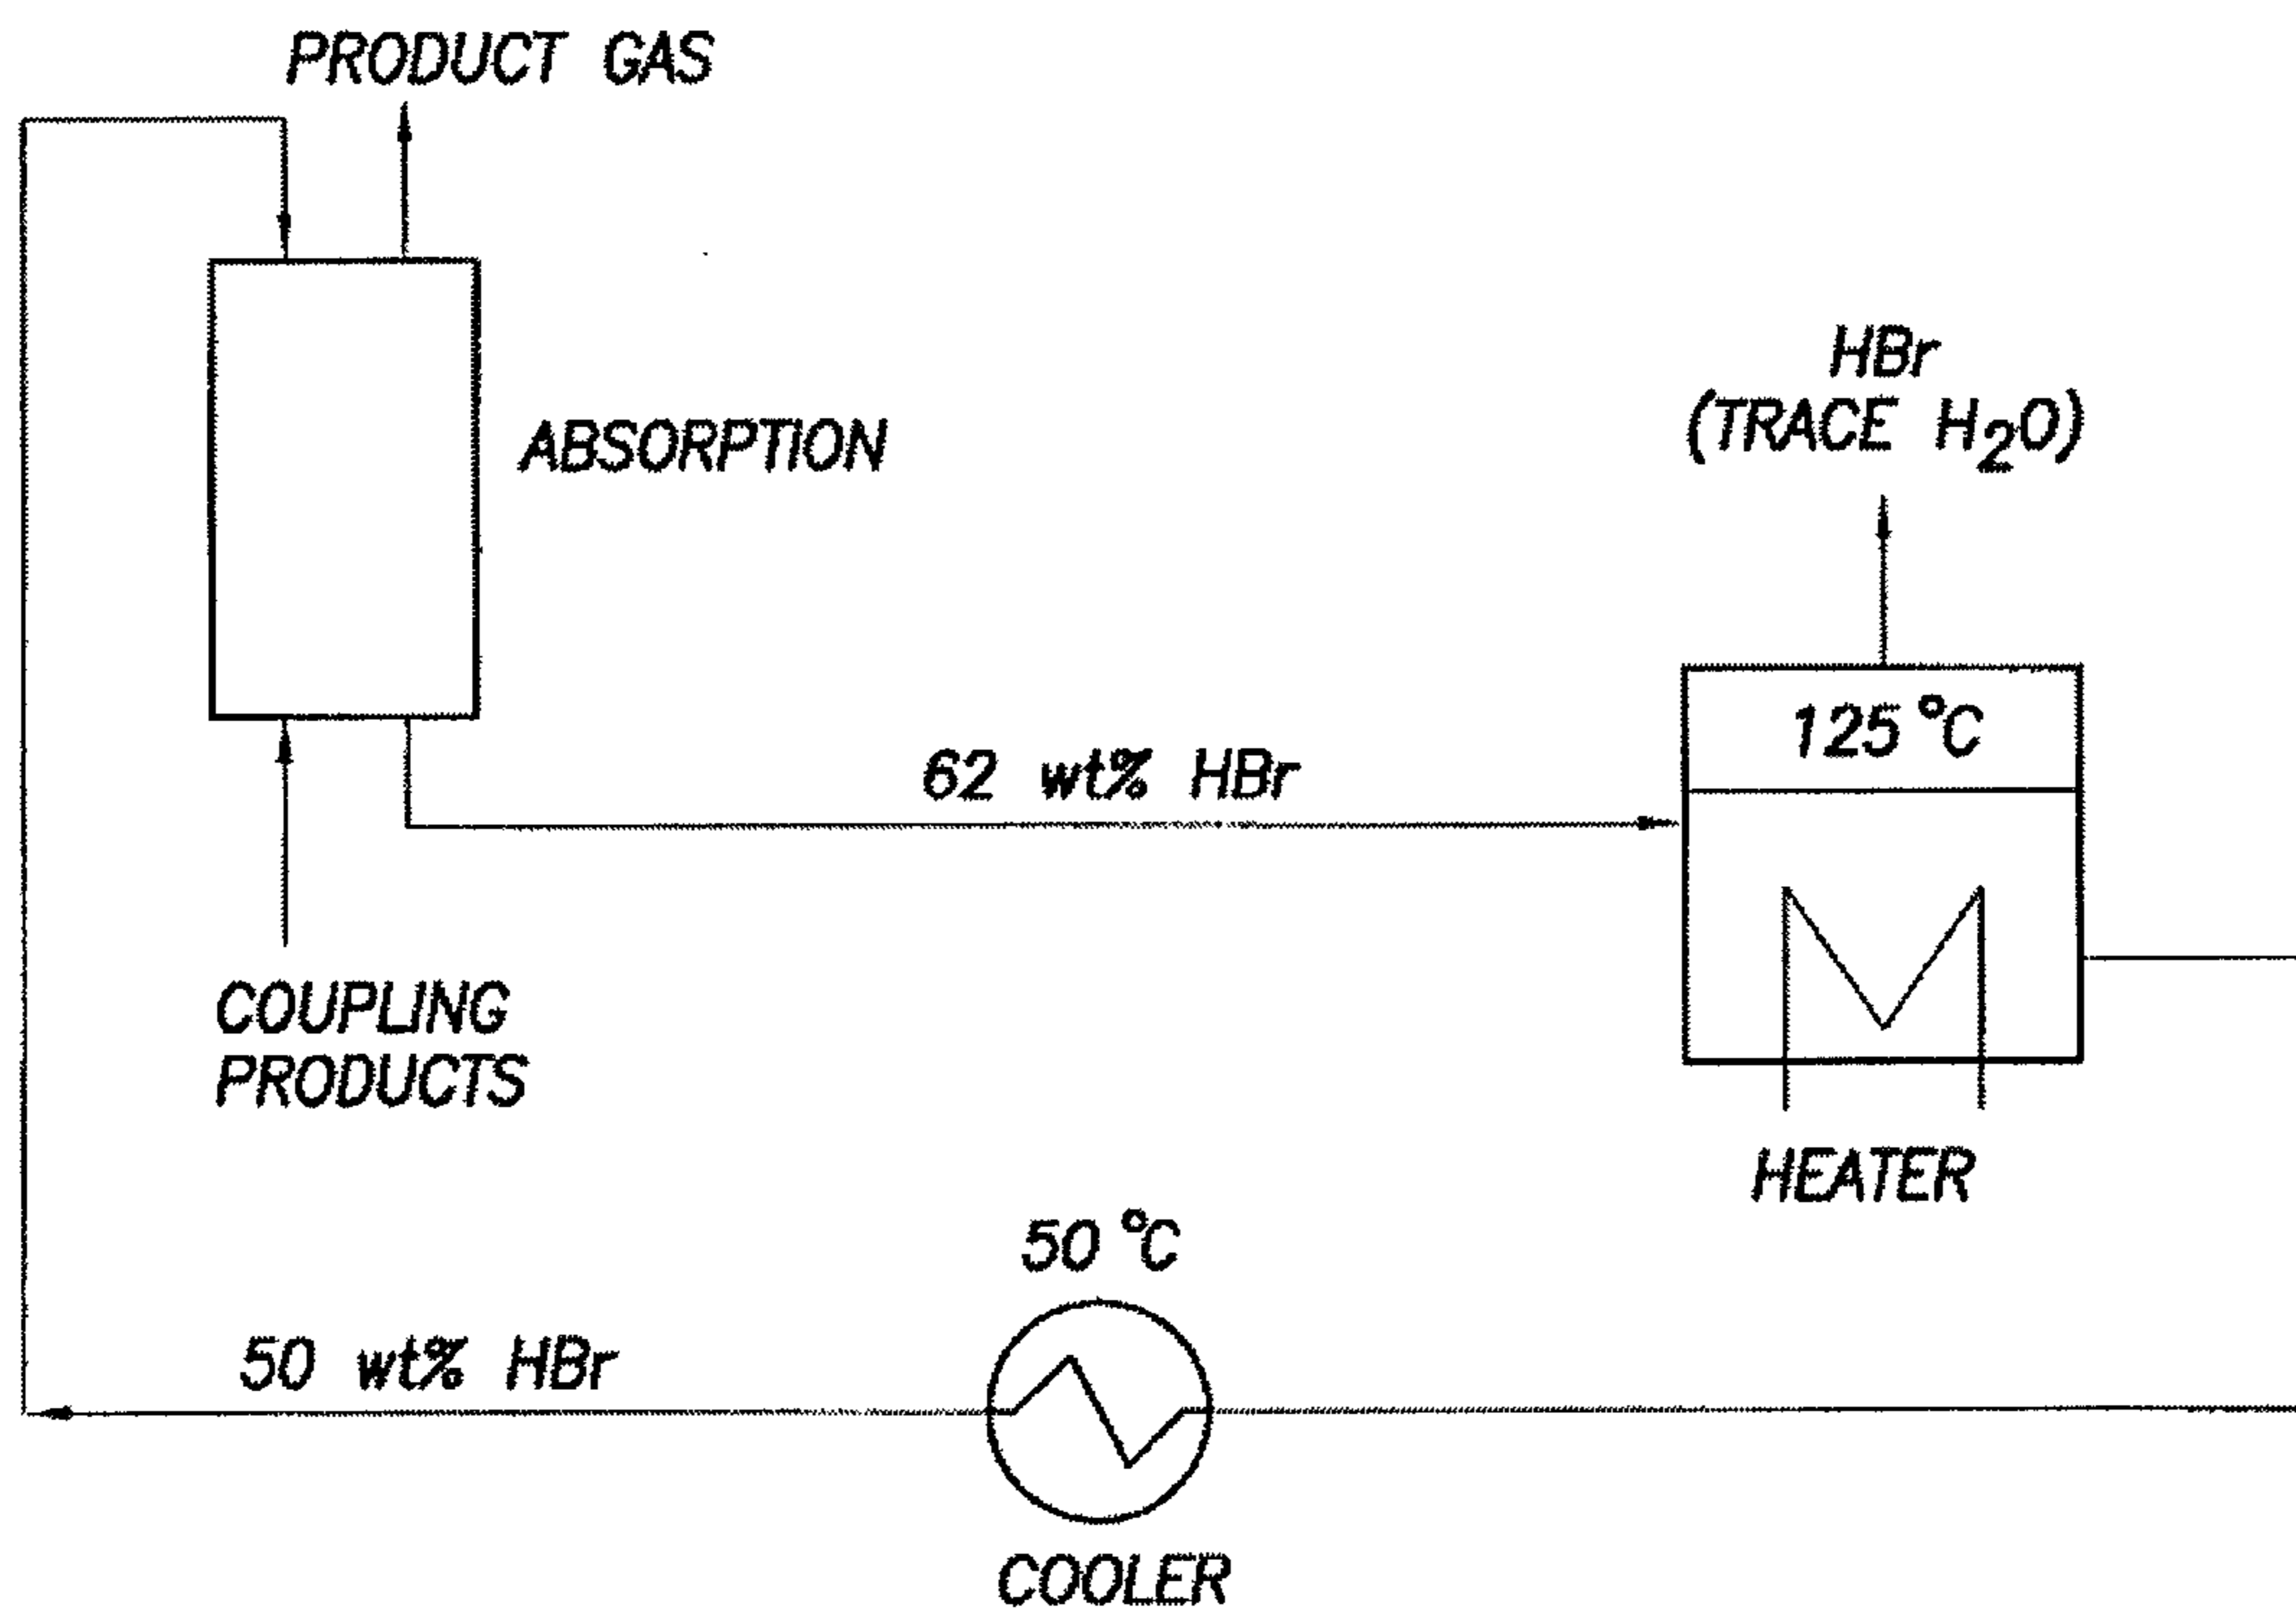 PRODUCT GAS
HBr
(TRACE H₂O)
ABSORPTION
125 °C
62 wt% HBr
COUPLING
PRODUCTS
HEATER
50 °C
50 wt% HBr
COOLER